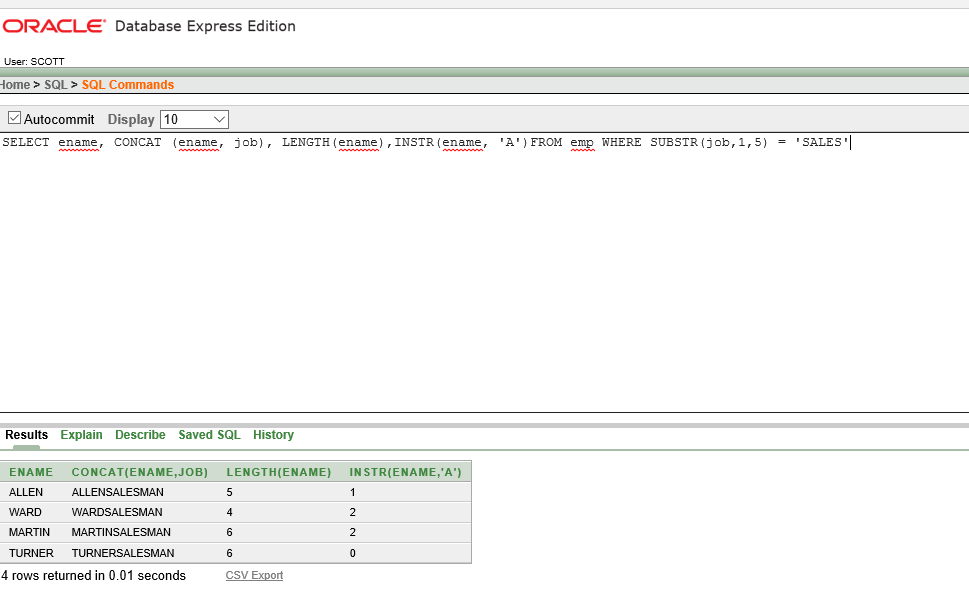 ORACLE® Database Express Edition
User: SCOTT
Home > SQL > SQL Commands
Autocommit Display 10
SELECT ename, CONCAT (ename, job), LENGTH(ename),INSTR(ename, 'A')FROM emp WHERE SUBSTR(job,1,5) = 'SALES'
Results Explain Describe Saved SQL History
ENAME CONCAT(ENAME,JOB) LENGTH(ENAME) INSTR(ENAME,'A')
ALLEN ALLENSALESMAN 5 1
WARD WARDSALESMAN 4 2
MARTIN MARTINSALESMAN 6 2
TURNER TURNERSALESMAN 6 0
4 rows returned in 0.01 seconds CSV Export